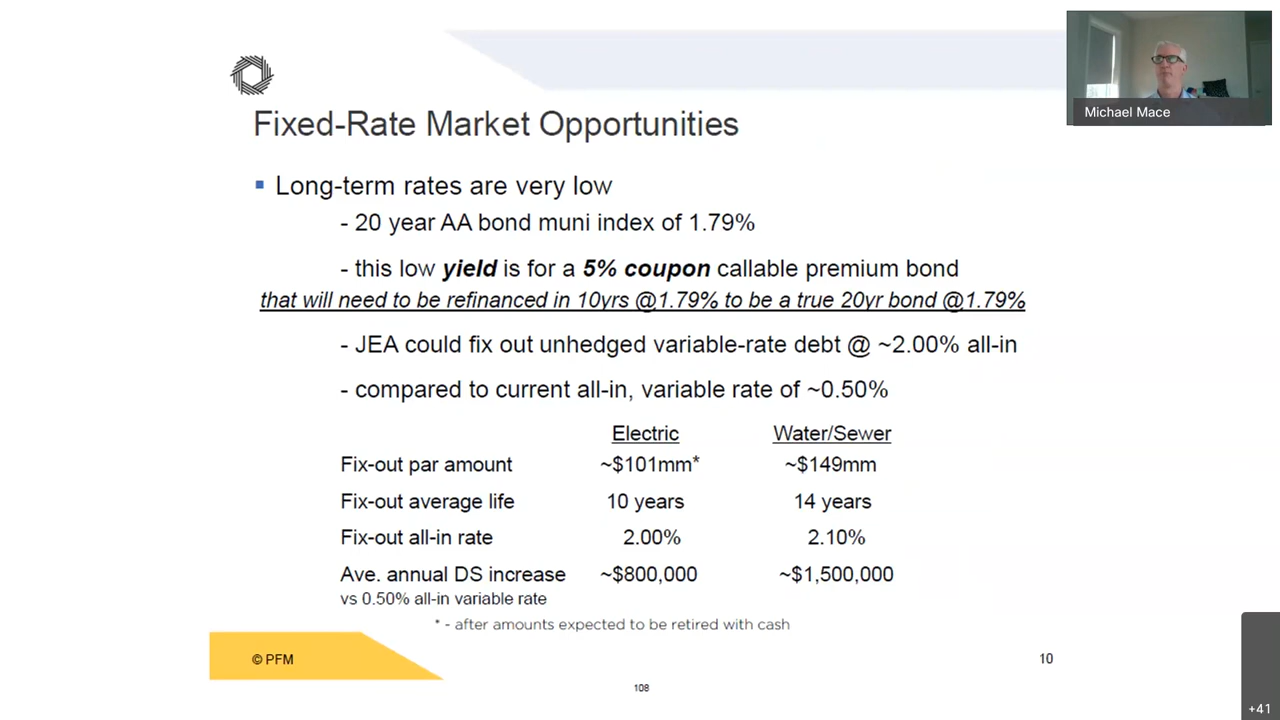 Michael Mace
Fixed-Rate Market Opportunities
▪ Long-term rates are very low
- 20 year AA bond muni index of 1.79%
- this low yield is for a 5% coupon callable premium bond
that will need to be refinanced in 10yrs @1.79% to be a true 20yr bond @1.79%
- JEA could fix out unhedged variable-rate debt @ ~2.00% all-in
- compared to current all-in, variable rate of ~0.50%
Electric Water/Sewer
Fix-out par amount ~$101mm* ~$149mm
Fix-out average life 10 years 14 years
Fix-out all-in rate 2.00% 2.10%
Ave. annual DS increase ~$800,000 ~$1,500,000
vs 0.50% all-in variable rate
* - after amounts expected to be retired with cash
© PFM 10
108
+41